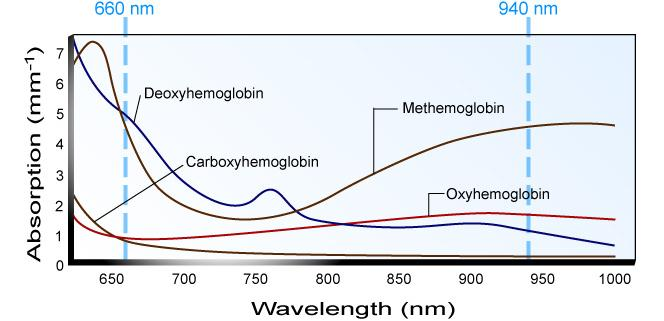 660 nm
940 nm
Absorption (mm⁻¹)
7
6
5
4
3
2
1
0
Deoxyhemoglobin
Methemoglobin
Carboxyhemoglobin
Oxyhemoglobin
650 700 750 800 850 900 950 1000
Wavelength (nm)